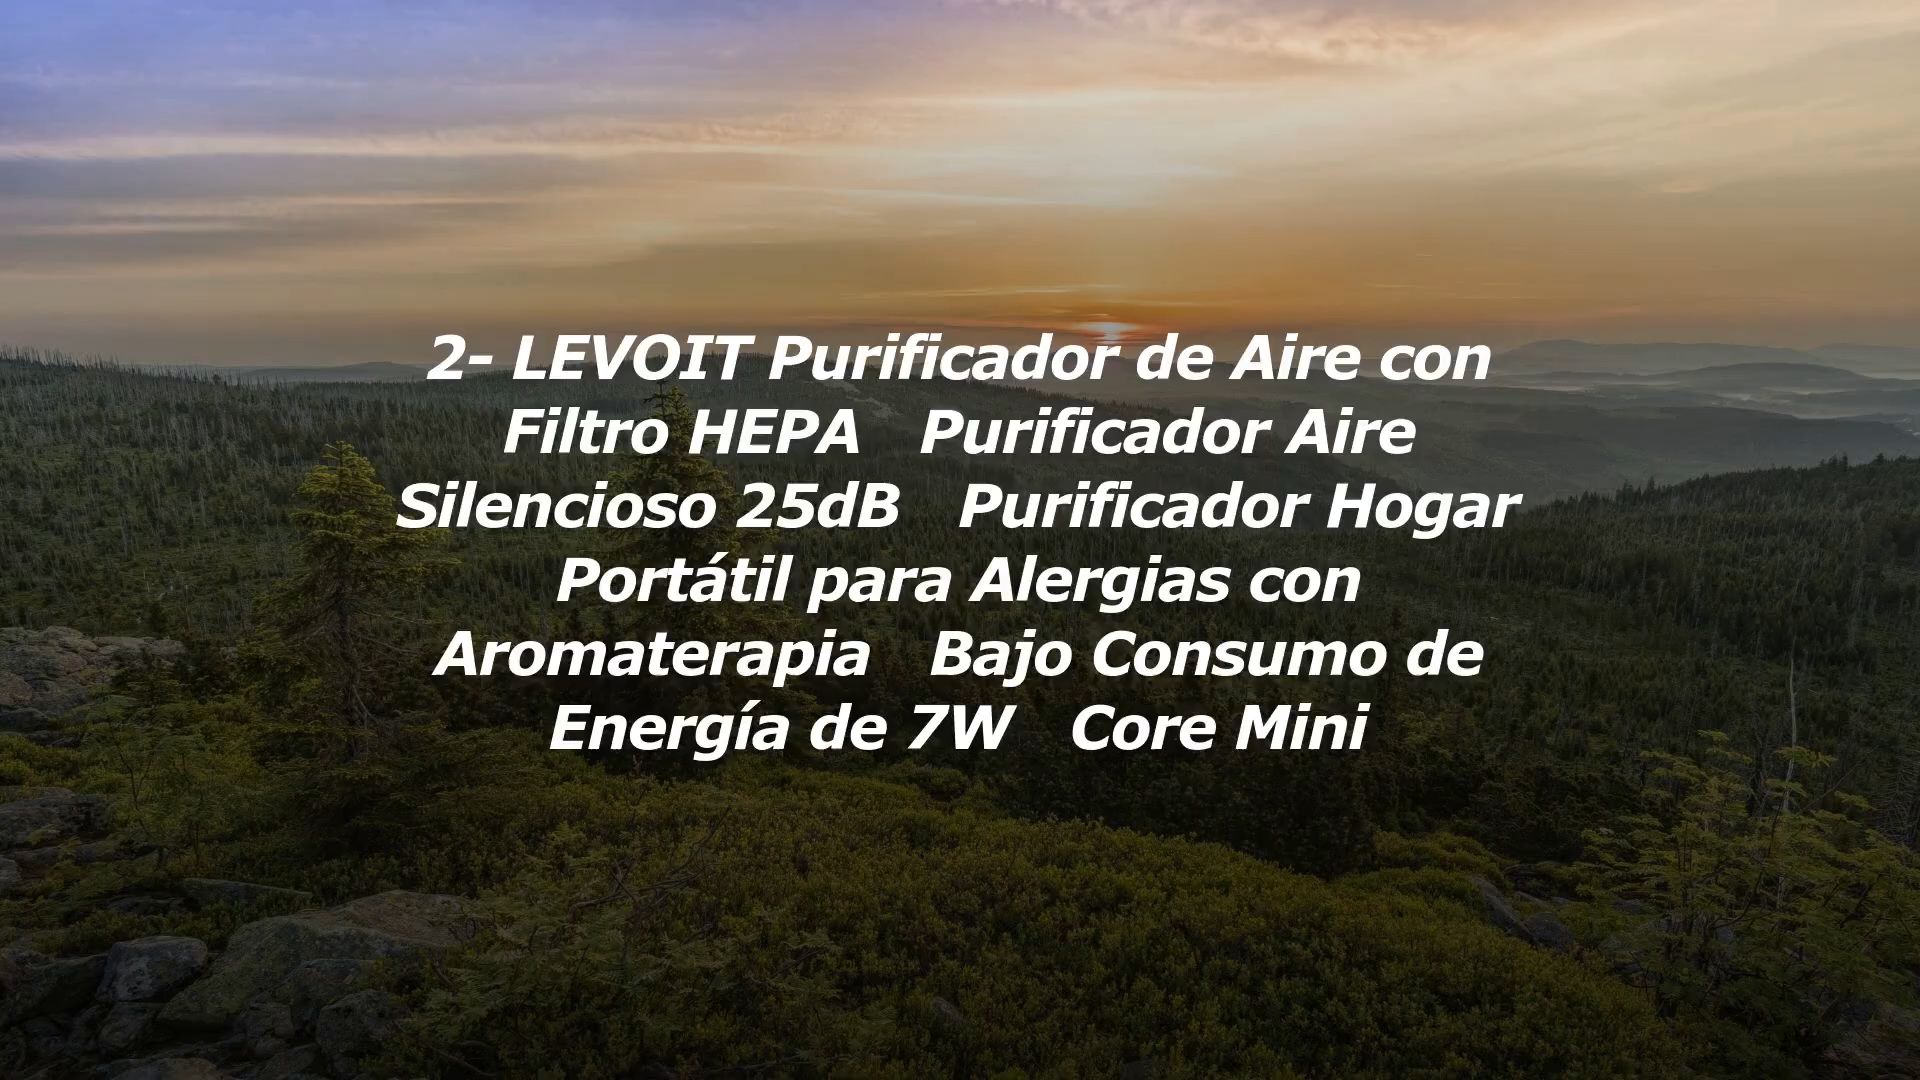 2- LEVOIT Purificador de Aire con
Filtro HEPA   Purificador Aire
Silencioso 25dB   Purificador Hogar
Portátil para Alergias con
Aromaterapia   Bajo Consumo de
Energía de 7W   Core Mini